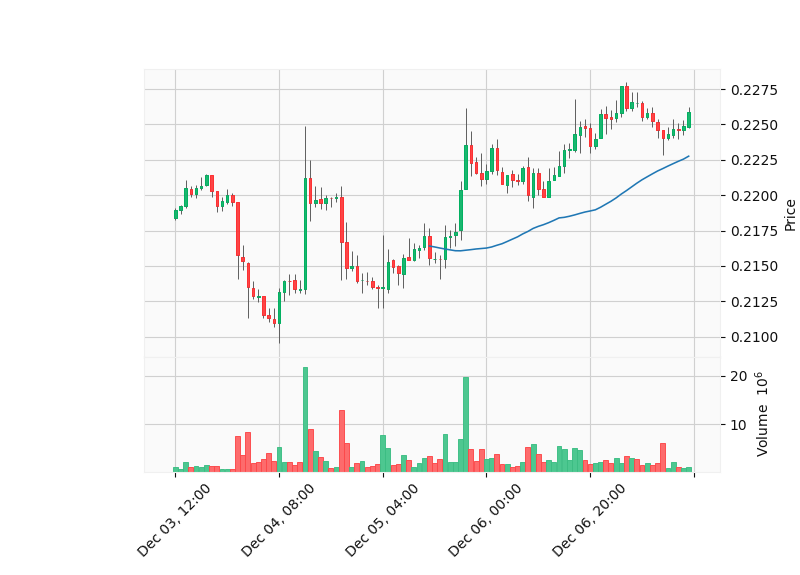 0.2275
0.2250
0.2225
0.2200
0.2175
0.2150
0.2125
0.2100
Price
20
10
Volume 10⁶
Dec 03, 12:00
Dec 04, 08:00
Dec 05, 04:00
Dec 06, 00:00
Dec 06, 20:00